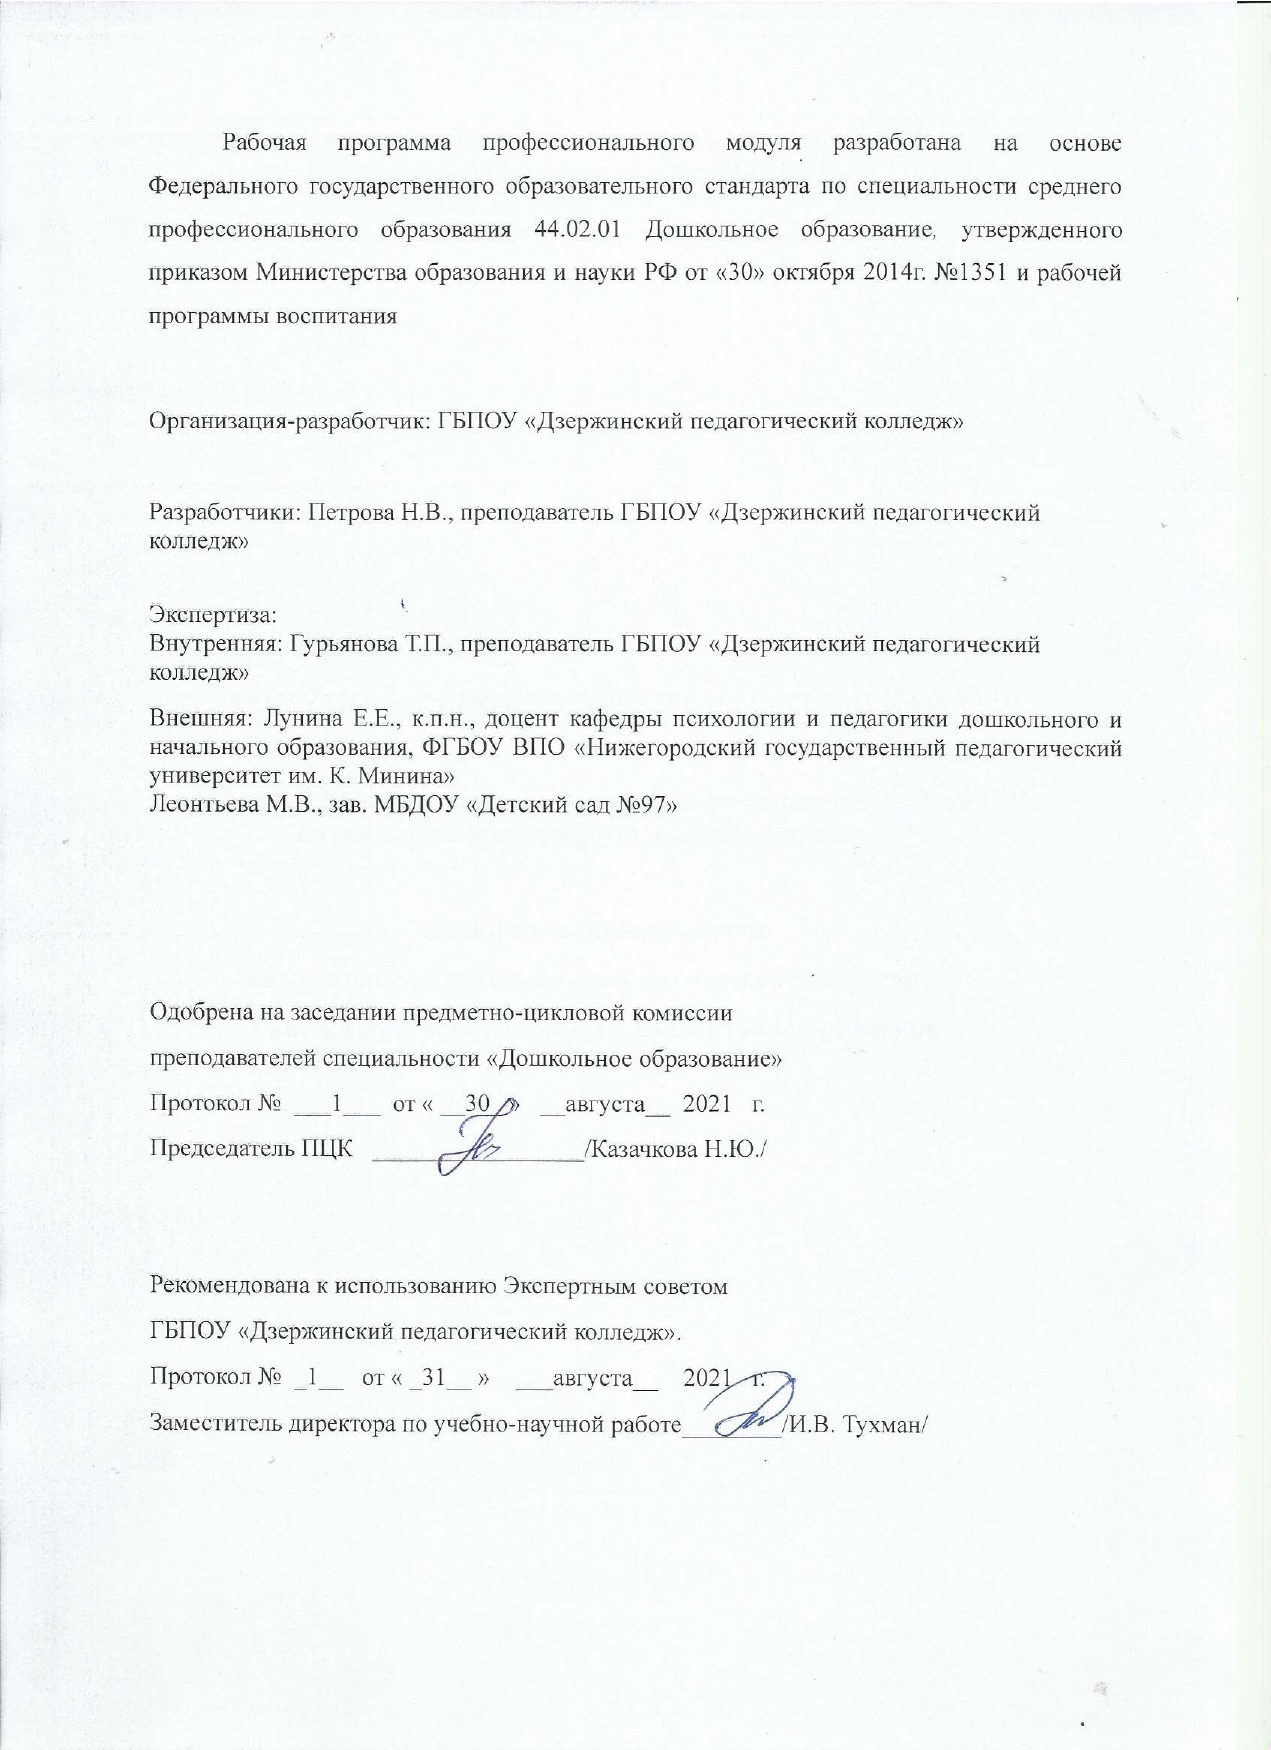 Рабочая программа профессионального модуля разработана на основе
Федерального государственного образовательного стандарта по специальности среднего
профессионального образования 44.02.01 Дошкольное образование, утвержденного
приказом Министерства образования и науки РФ от «30» октября 2014г. №1351 и рабочей
программы воспитания
Организация-разработчик: ГБПОУ «Дзержинский педагогический колледж»
Разработчики: Петрова Н.В., преподаватель ГБПОУ «Дзержинский педагогический
колледж»
Экспертиза:
Внутренняя: Гурьянова Т.П., преподаватель ГБПОУ «Дзержинский педагогический
колледж»
Внешняя: Лунина Е.Е., к.п.н., доцент кафедры психологии и педагогики дошкольного и
начального образования, ФГБОУ ВПО «Нижегородский государственный педагогический
университет им. К. Минина»
Леонтьева М.В., зав. МБДОУ «Детский сад №97»
Одобрена на заседании предметно-цикловой комиссии
преподавателей специальности «Дошкольное образование»
Протокол № ___1___ от « __30__» __августа__ 2021 г.
Председатель ПЦК _________________/Казачкова Н.Ю./
Рекомендована к использованию Экспертным советом
ГБПОУ «Дзержинский педагогический колледж».
Протокол № _1__ от « _31__ » ___августа__ 2021 г.
Заместитель директора по учебно-научной работе________/И.В. Тухман/